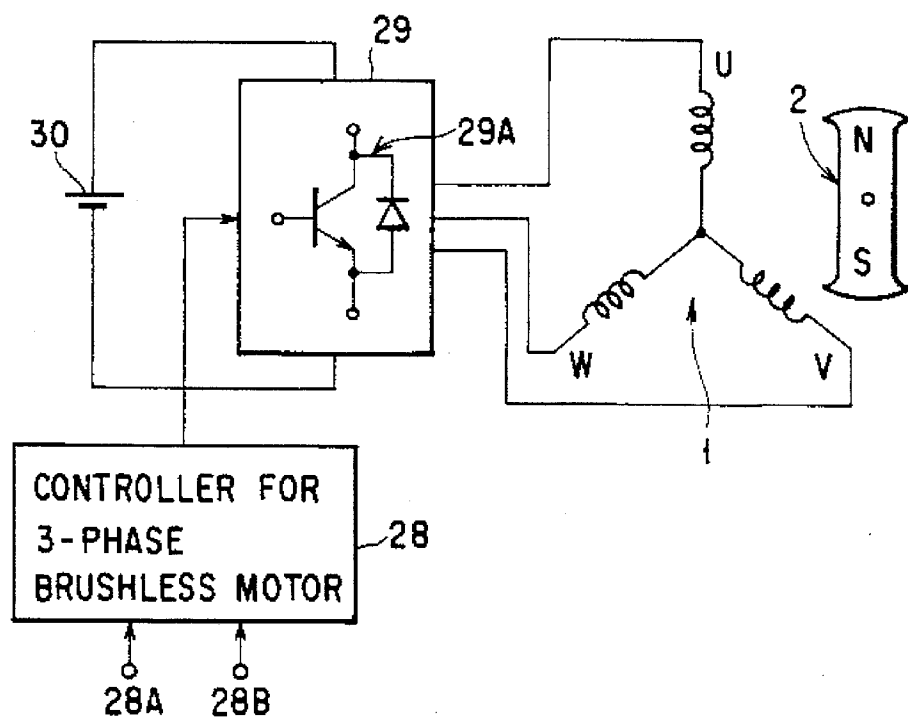 29
U
2
N
30
29A
S
W
V
1
CONTROLLER FOR
3-PHASE
BRUSHLESS MOTOR
28
28A
28B